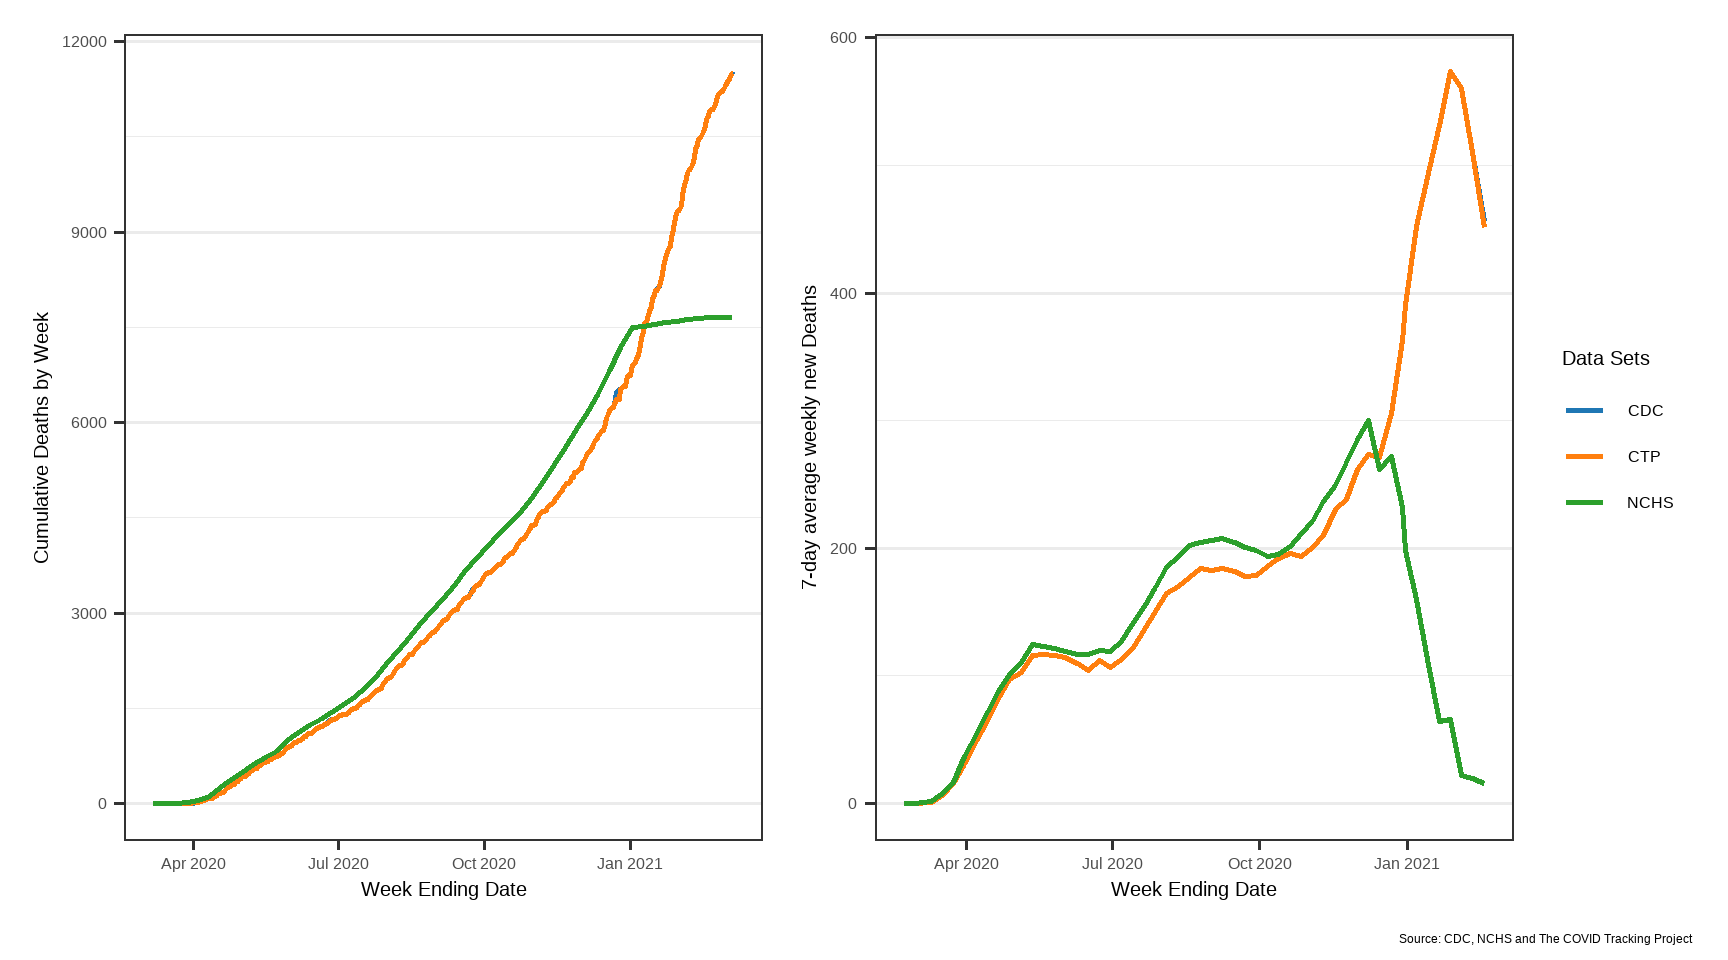 12000
9000
6000
3000
0
Cumulative Deaths by Week
Apr 2020
Jul 2020
Oct 2020
Jan 2021
Week Ending Date
600
400
200
0
7-day average weekly new Deaths
Apr 2020
Jul 2020
Oct 2020
Jan 2021
Week Ending Date
Data Sets
CDC
CTP
NCHS
Source: CDC, NCHS and The COVID Tracking Project